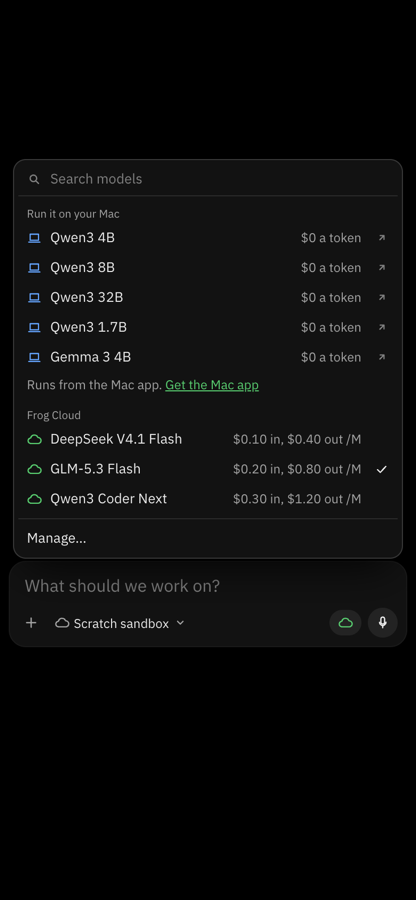 Search models
Run it on your Mac
Qwen3 4B $0 a token
Qwen3 8B $0 a token
Qwen3 32B $0 a token
Qwen3 1.7B $0 a token
Gemma 3 4B $0 a token
Runs from the Mac app. Get the Mac app
Frog Cloud
DeepSeek V4.1 Flash $0.10 in, $0.40 out /M
GLM-5.3 Flash $0.20 in, $0.80 out /M
Qwen3 Coder Next $0.30 in, $1.20 out /M
Manage...
What should we work on?
Scratch sandbox